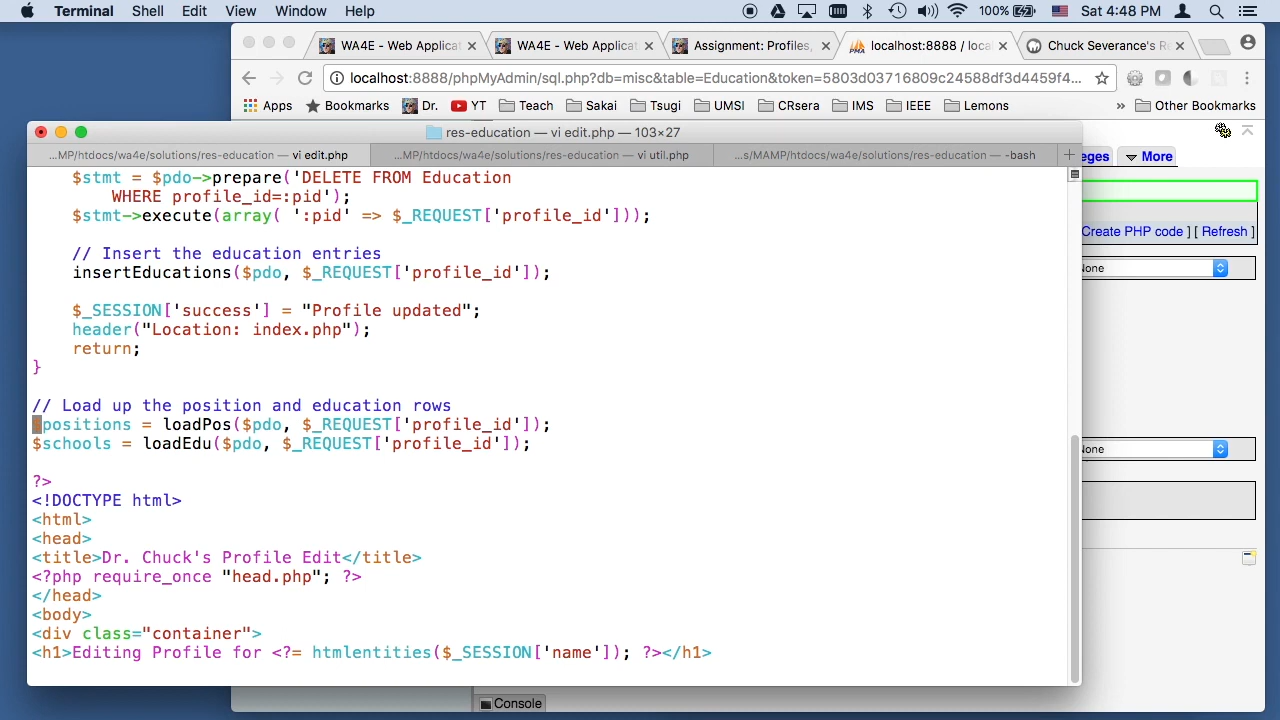 Terminal Shell Edit View Window Help 100% Sat 4:48 PM
WA4E - Web Applicat × WA4E - Web Applicat × Assignment: Profiles, × localhost:8888 / local × Chuck Severance's R ×
localhost:8888/phpMyAdmin/sql.php?db=misc&table=Education&token=5803d03716809c24538df3d4459f4...
Apps Bookmarks Dr. YT Teach Sakai Tsugi UMSI CRsera IMS IEEE Lemons » Other Bookmarks
res-education — vi edit.php — 103×27
...MP/htdocs/wa4e/solutions/res-education — vi edit.php ...MP/htdocs/wa4e/solutions/res-education — vi util.php ...s/MAMP/htdocs/wa4e/solutions/res-education — -bash +
eges More
Create PHP code ] [ Refresh ]
None
None
$stmt = $pdo->prepare('DELETE FROM Education
WHERE profile_id=:pid');
$stmt->execute(array( ':pid' => $_REQUEST['profile_id']));
// Insert the education entries
insertEducations($pdo, $_REQUEST['profile_id']);
$_SESSION['success'] = "Profile updated";
header("Location: index.php");
return;
}
// Load up the position and education rows
$positions = loadPos($pdo, $_REQUEST['profile_id']);
$schools = loadEdu($pdo, $_REQUEST['profile_id']);
?>
<!DOCTYPE html>
<html>
<head>
<title>Dr. Chuck's Profile Edit</title>
<?php require_once "head.php"; ?>
</head>
<body>
<div class="container">
<h1>Editing Profile for <?= htmlentities($_SESSION['name']); ?></h1>
Console